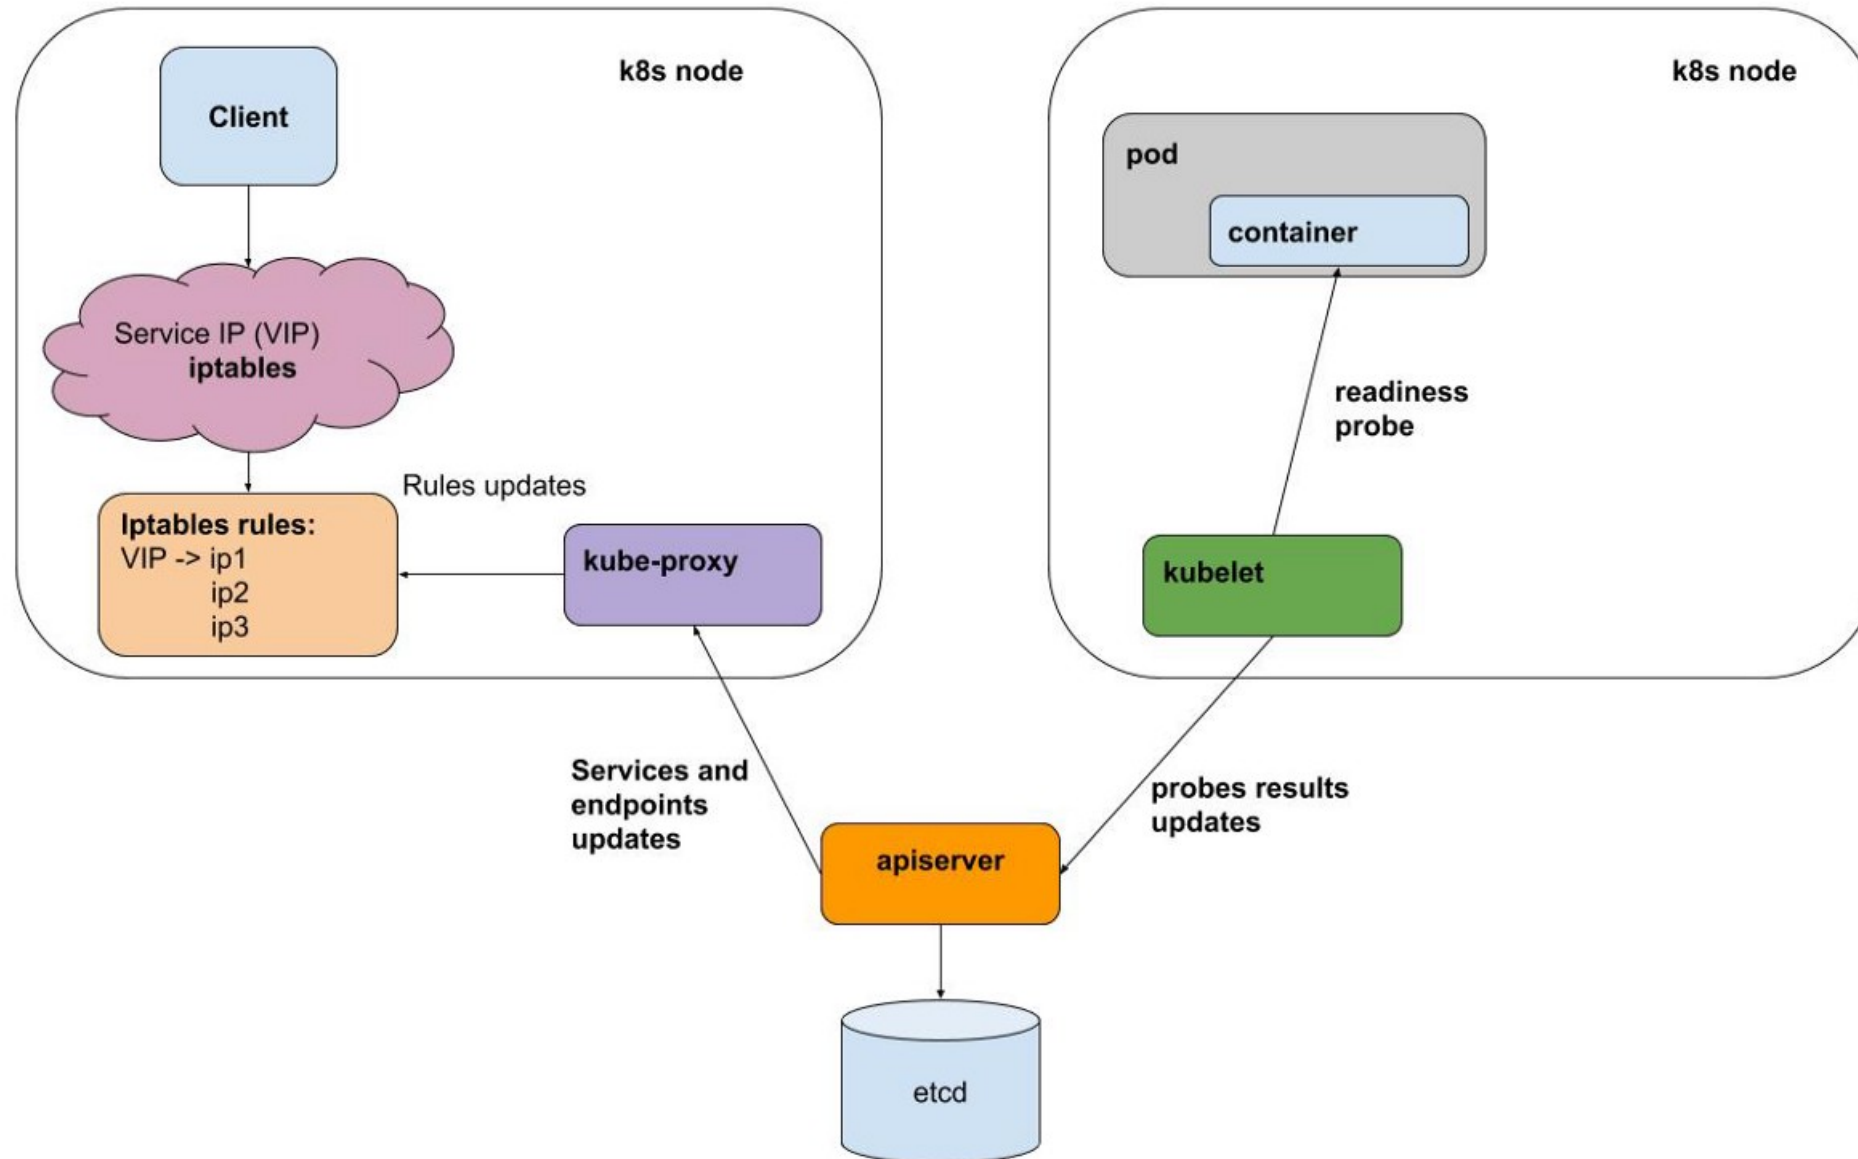 k8s node
Client
Service IP (VIP)
iptables
Rules updates
Iptables rules:
VIP -> ip1
ip2
ip3
kube-proxy
k8s node
pod
container
readiness
probe
kubelet
Services and
endpoints
updates
probes results
updates
apiserver
etcd